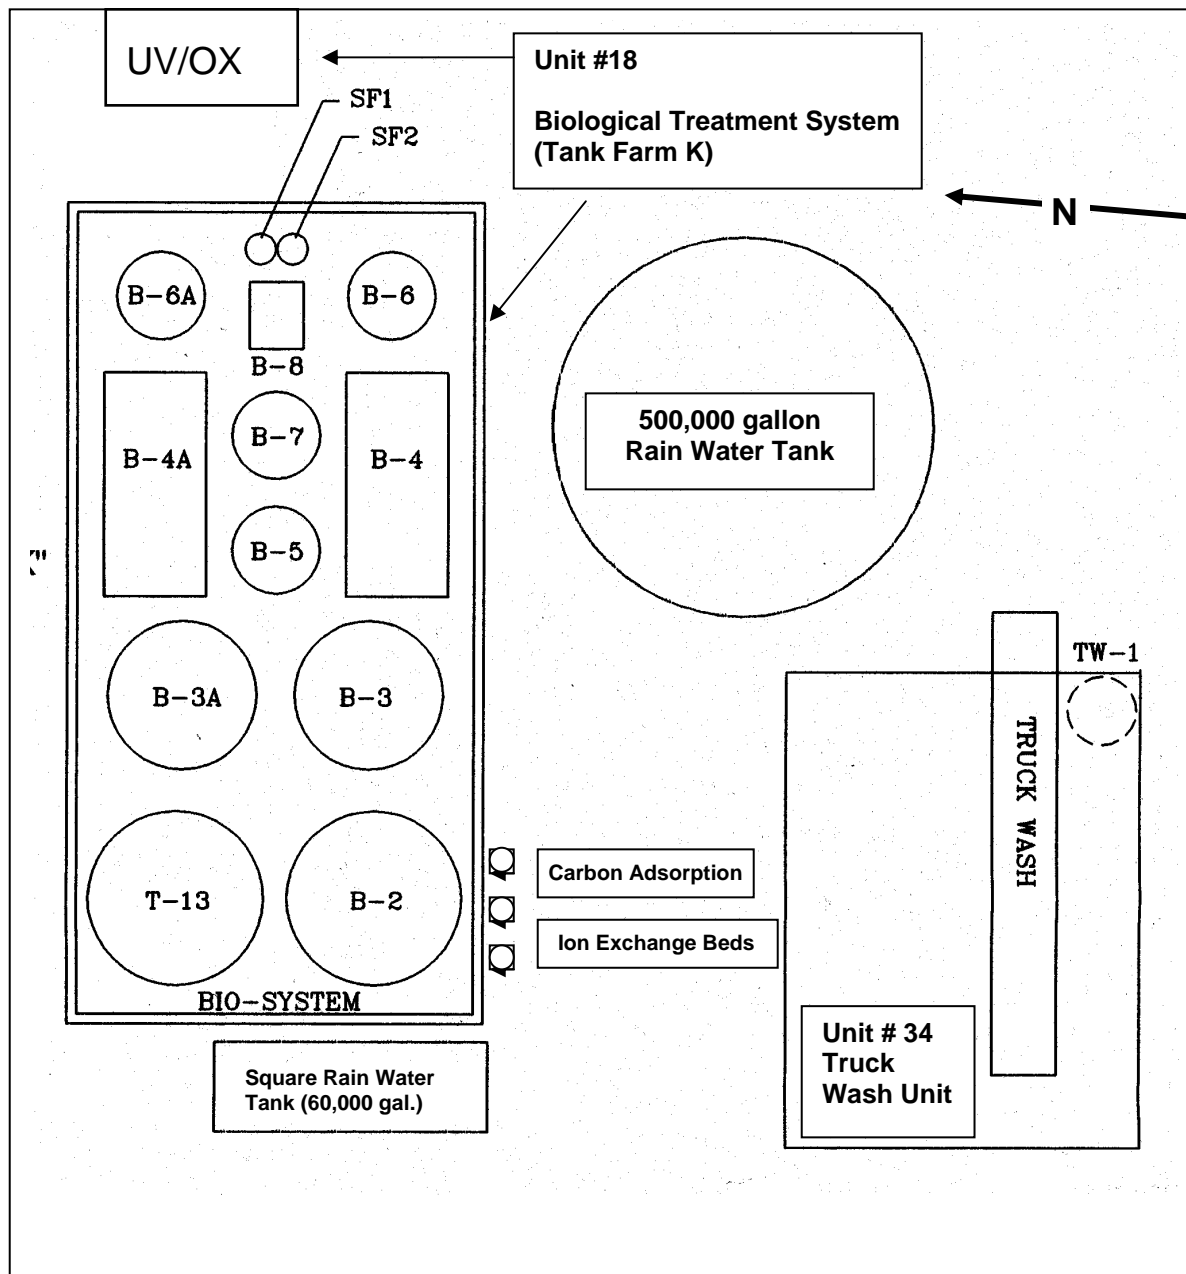 UV/OX
Unit #18
Biological Treatment System
(Tank Farm K)
SF1
SF2
N
B-6A
B-6
B-8
B-7
B-4A
B-4
B-5
500,000 gallon
Rain Water Tank
B-3A
B-3
TW-1
TRUCK WASH
T-13
B-2
Carbon Adsorption
Ion Exchange Beds
BIO-SYSTEM
Square Rain Water
Tank (60,000 gal.)
Unit # 34
Truck
Wash Unit